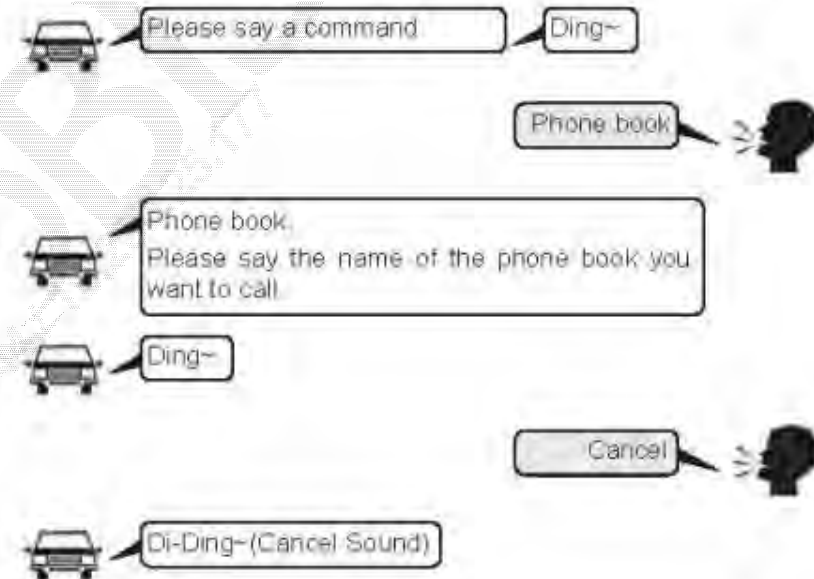 Please say a command
Ding~
Phone book
Phone book.
Please say the name of the phone book you
want to call.
Ding~
Cancel
Di-Ding~(Cancel Sound)